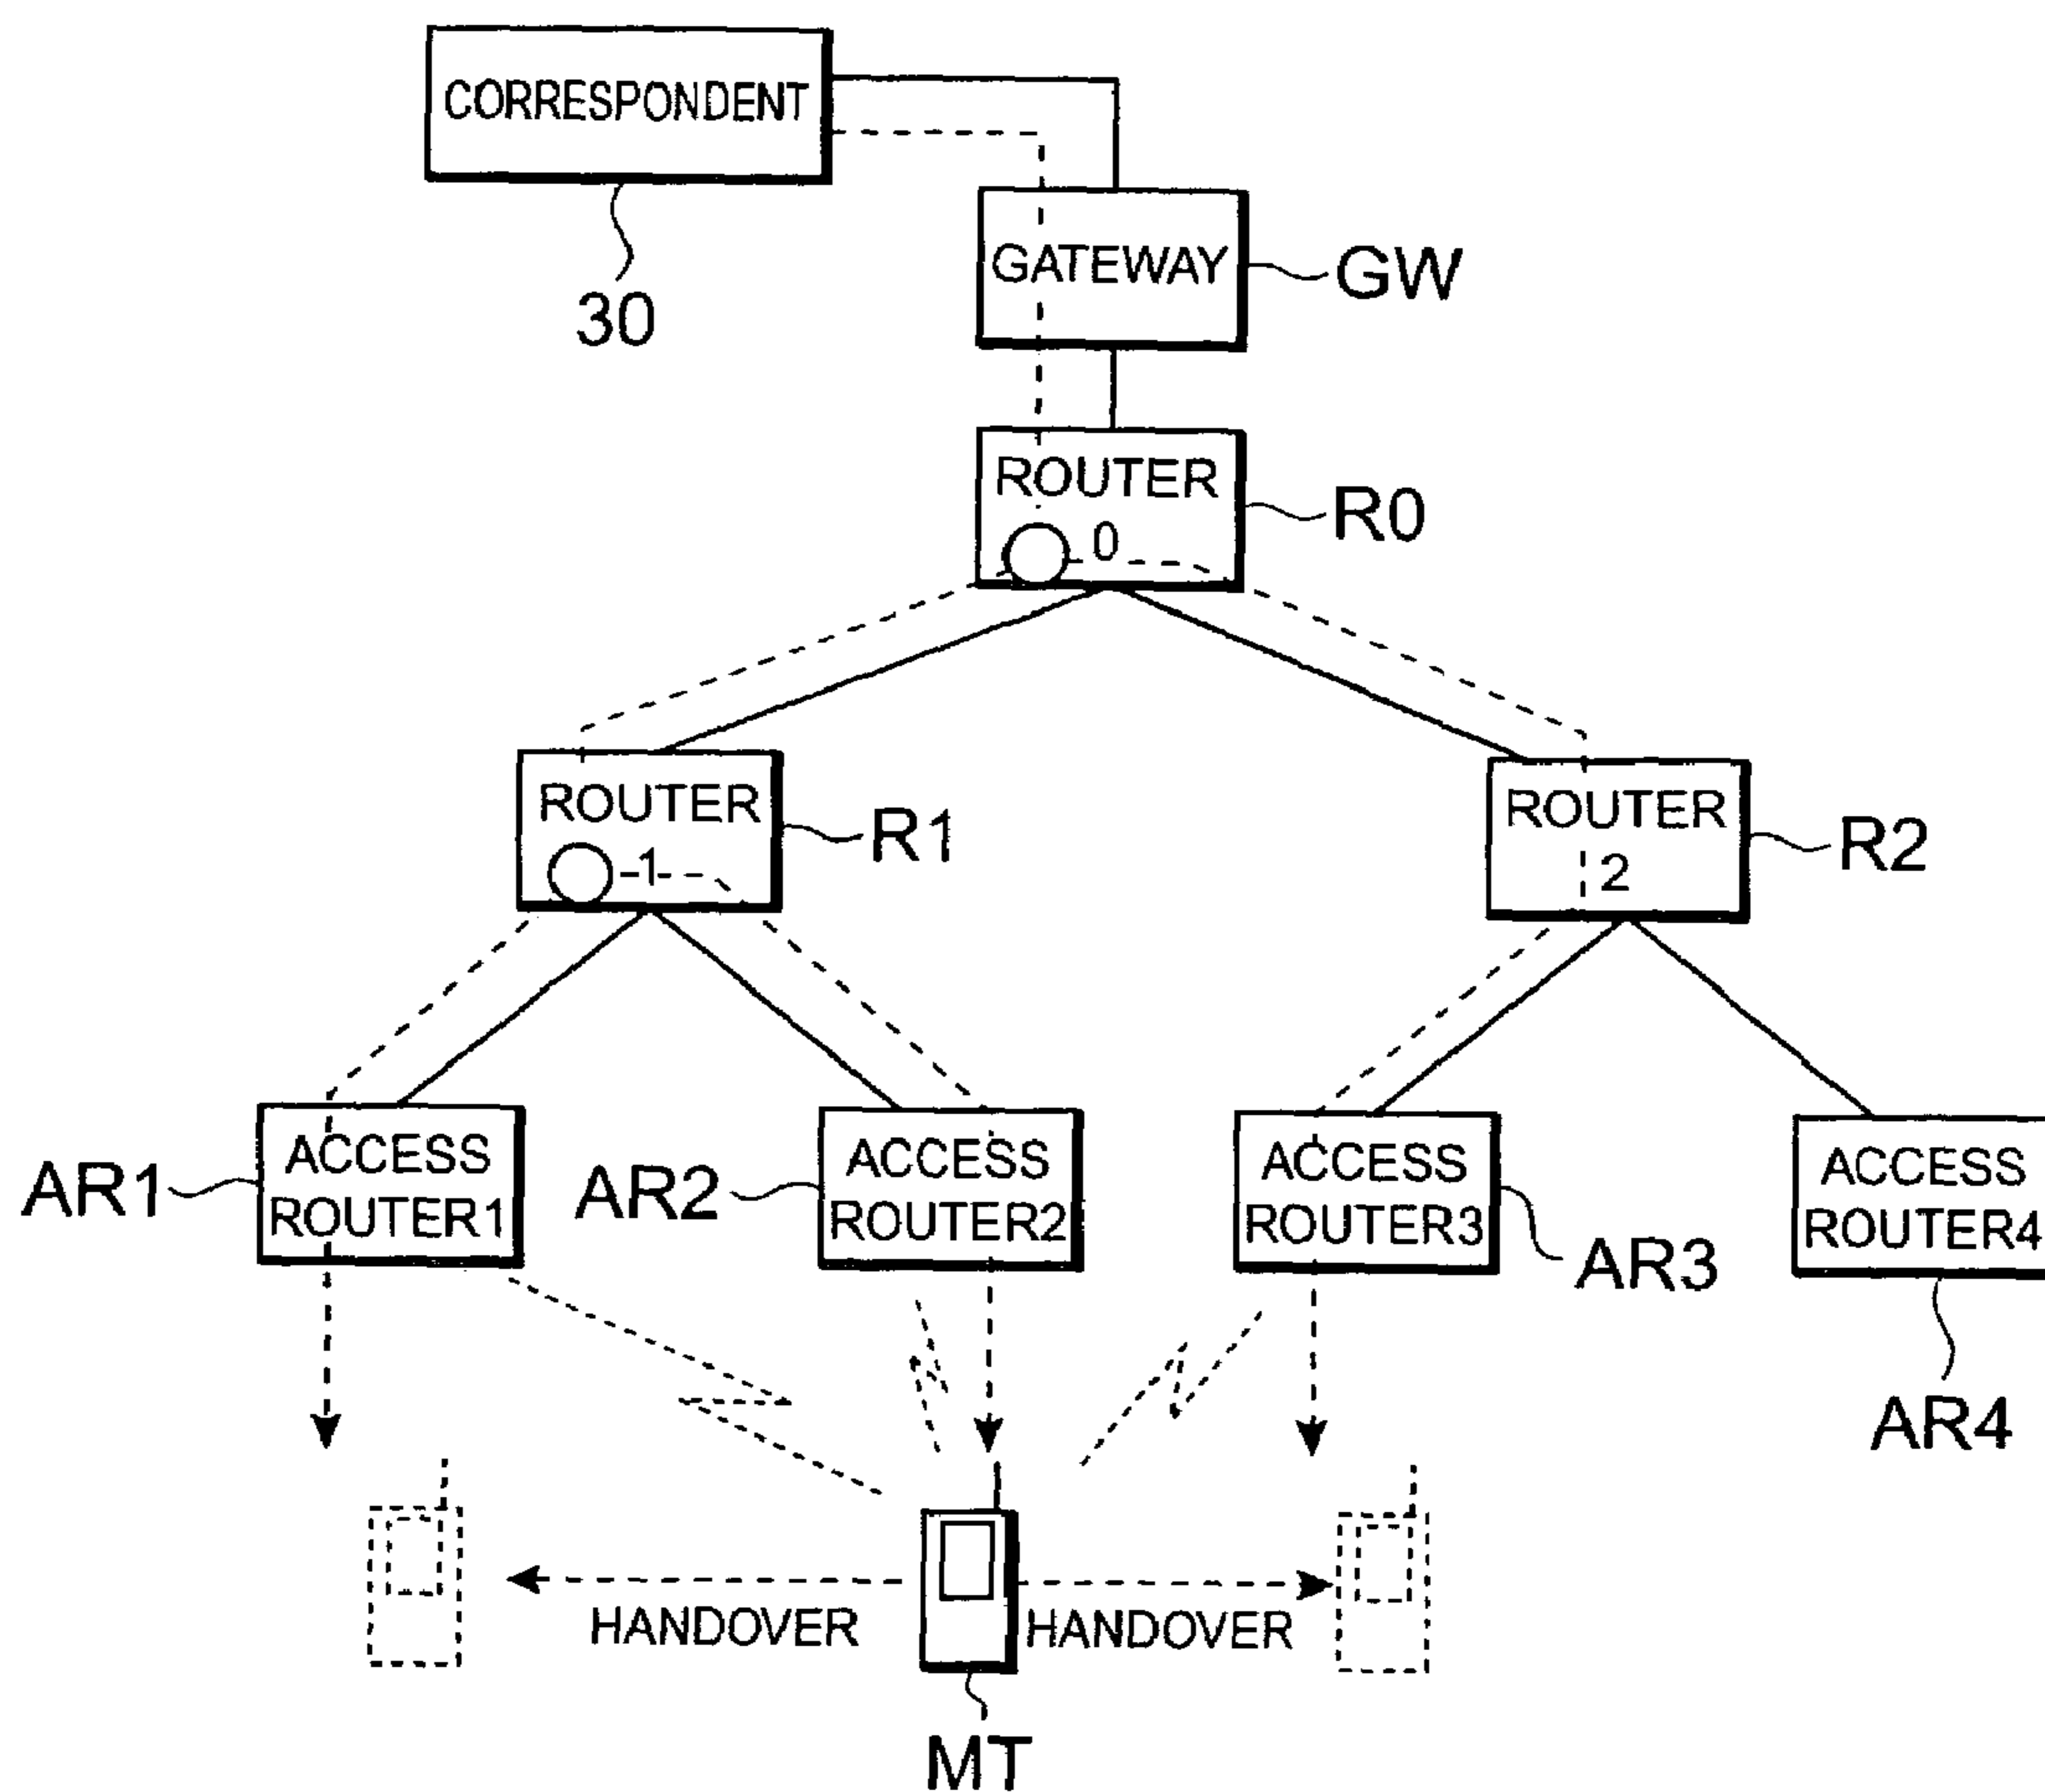 CORRESPONDENT
30
GATEWAY
GW
ROUTER
0
R0
ROUTER
1
R1
ROUTER
2
R2
ACCESS
ROUTER1
AR1
ACCESS
ROUTER2
AR2
ACCESS
ROUTER3
AR3
ACCESS
ROUTER4
AR4
HANDOVER
HANDOVER
MT